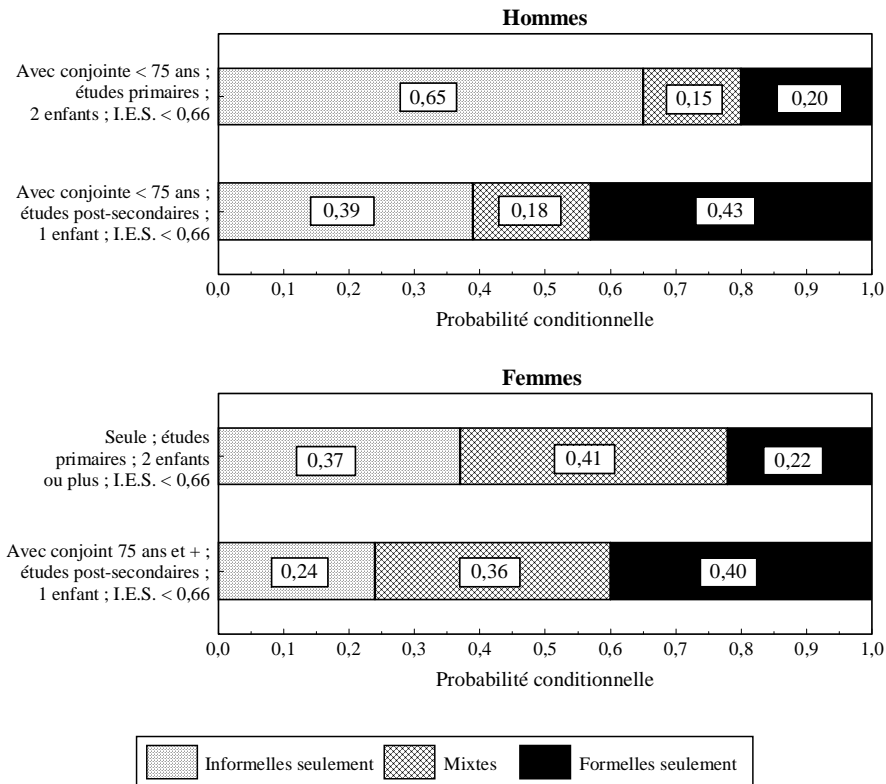 Hommes
Avec conjointe < 75 ans ;
études primaires ;
2 enfants ; I.E.S. < 0,66
0,65
0,15
0,20
Avec conjointe < 75 ans ;
études post-secondaires ;
1 enfant ; I.E.S. < 0,66
0,39
0,18
0,43
0,0 0,1 0,2 0,3 0,4 0,5 0,6 0,7 0,8 0,9 1,0
Probabilité conditionnelle
Femmes
Seule ; études
primaires ; 2 enfants
ou plus ; I.E.S. < 0,66
0,37
0,41
0,22
Avec conjoint 75 ans et + ;
études post-secondaires ;
1 enfant ; I.E.S. < 0,66
0,24
0,36
0,40
0,0 0,1 0,2 0,3 0,4 0,5 0,6 0,7 0,8 0,9 1,0
Probabilité conditionnelle
Informelles seulement
Mixtes
Formelles seulement